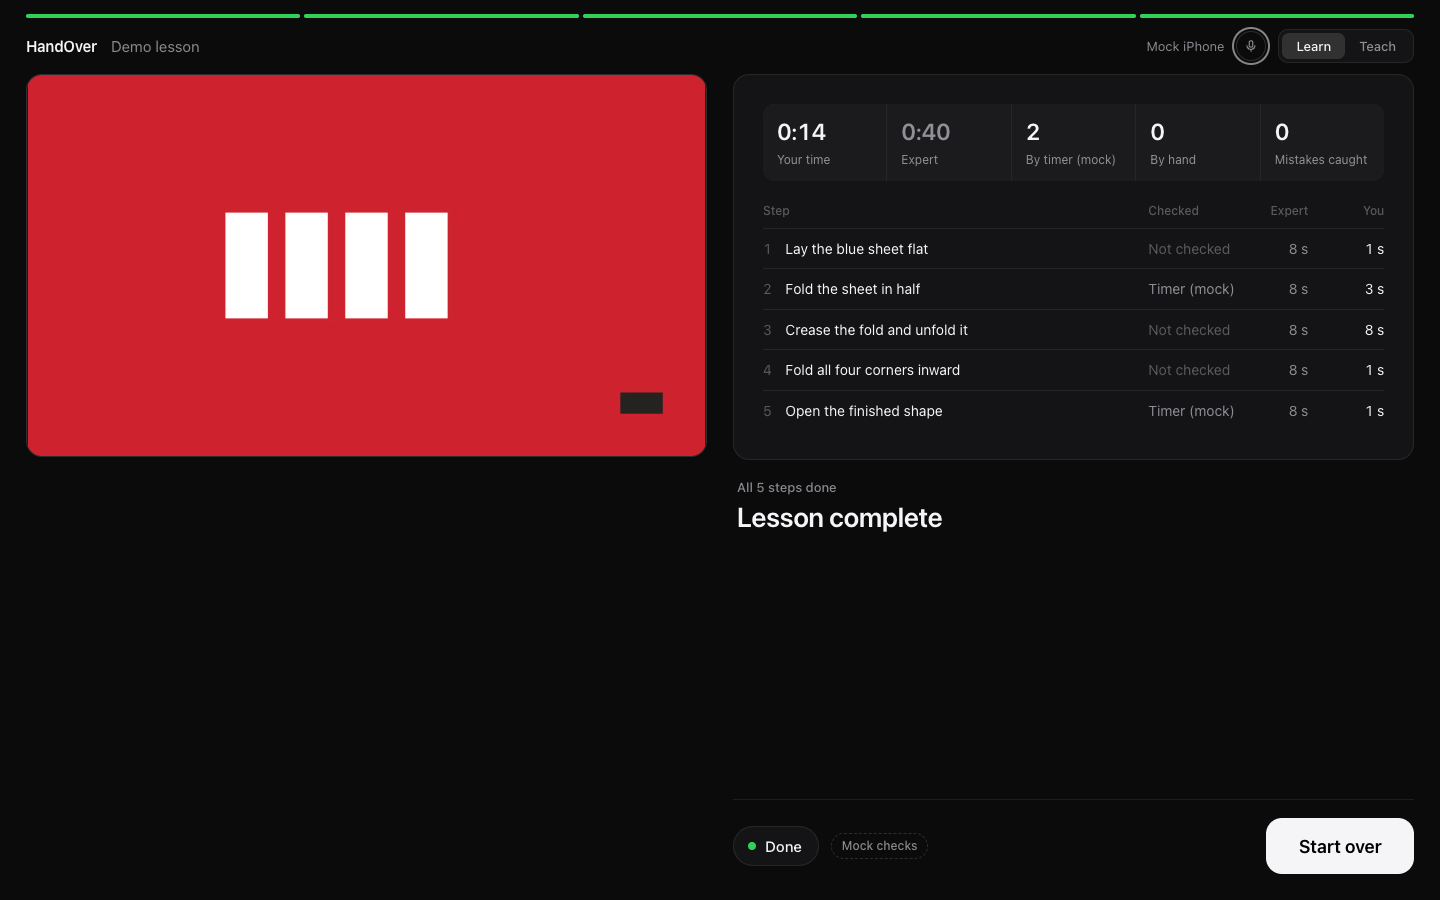 HandOver Demo lesson
Mock iPhone Learn Teach
0:14 0:40 2 0 0
Your time Expert By timer (mock) By hand Mistakes caught
Step Checked Expert You
1 Lay the blue sheet flat Not checked 8 s 1 s
2 Fold the sheet in half Timer (mock) 8 s 3 s
3 Crease the fold and unfold it Not checked 8 s 8 s
4 Fold all four corners inward Not checked 8 s 1 s
5 Open the finished shape Timer (mock) 8 s 1 s
All 5 steps done
Lesson complete
Done Mock checks Start over